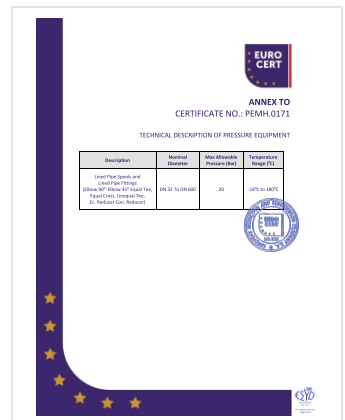 EURO
CERT
ANNEX TO
CERTIFICATE NO.: PEMH.0171
TECHNICAL DESCRIPTION OF PRESSURE EQUIPMENT
Description
Nominal Diameter
Max Allowable Pressure (Bar)
Temperature Range (°C)
Lined Pipe Spools and
Lined Pipe Fittings
(Elbow 90° Elbow 45° Equal Tee,
Equal Cross, Unequal Tee,
Ec. Reducer Con. Reducer)
DN 32 To DN 600
20
-18°C to 180°C